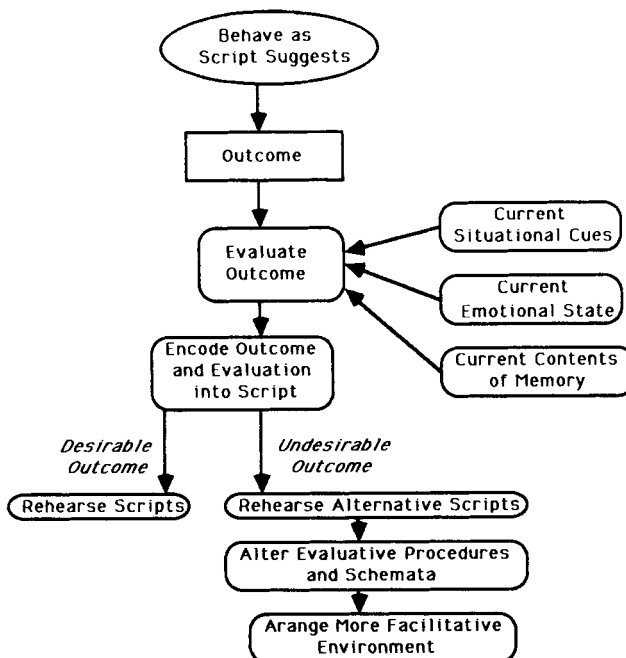 Behave as
Script Suggests
Outcome
Evaluate
Outcome
Current
Situational Cues
Current
Emotional State
Current Contents
of Memory
Encode Outcome
and Evaluation
into Script
Desirable
Outcome
Undesirable
Outcome
Rehearse Scripts
Rehearse Alternative Scripts
Alter Evaluative Procedures
and Schemata
Arange More Facilitative
Environment